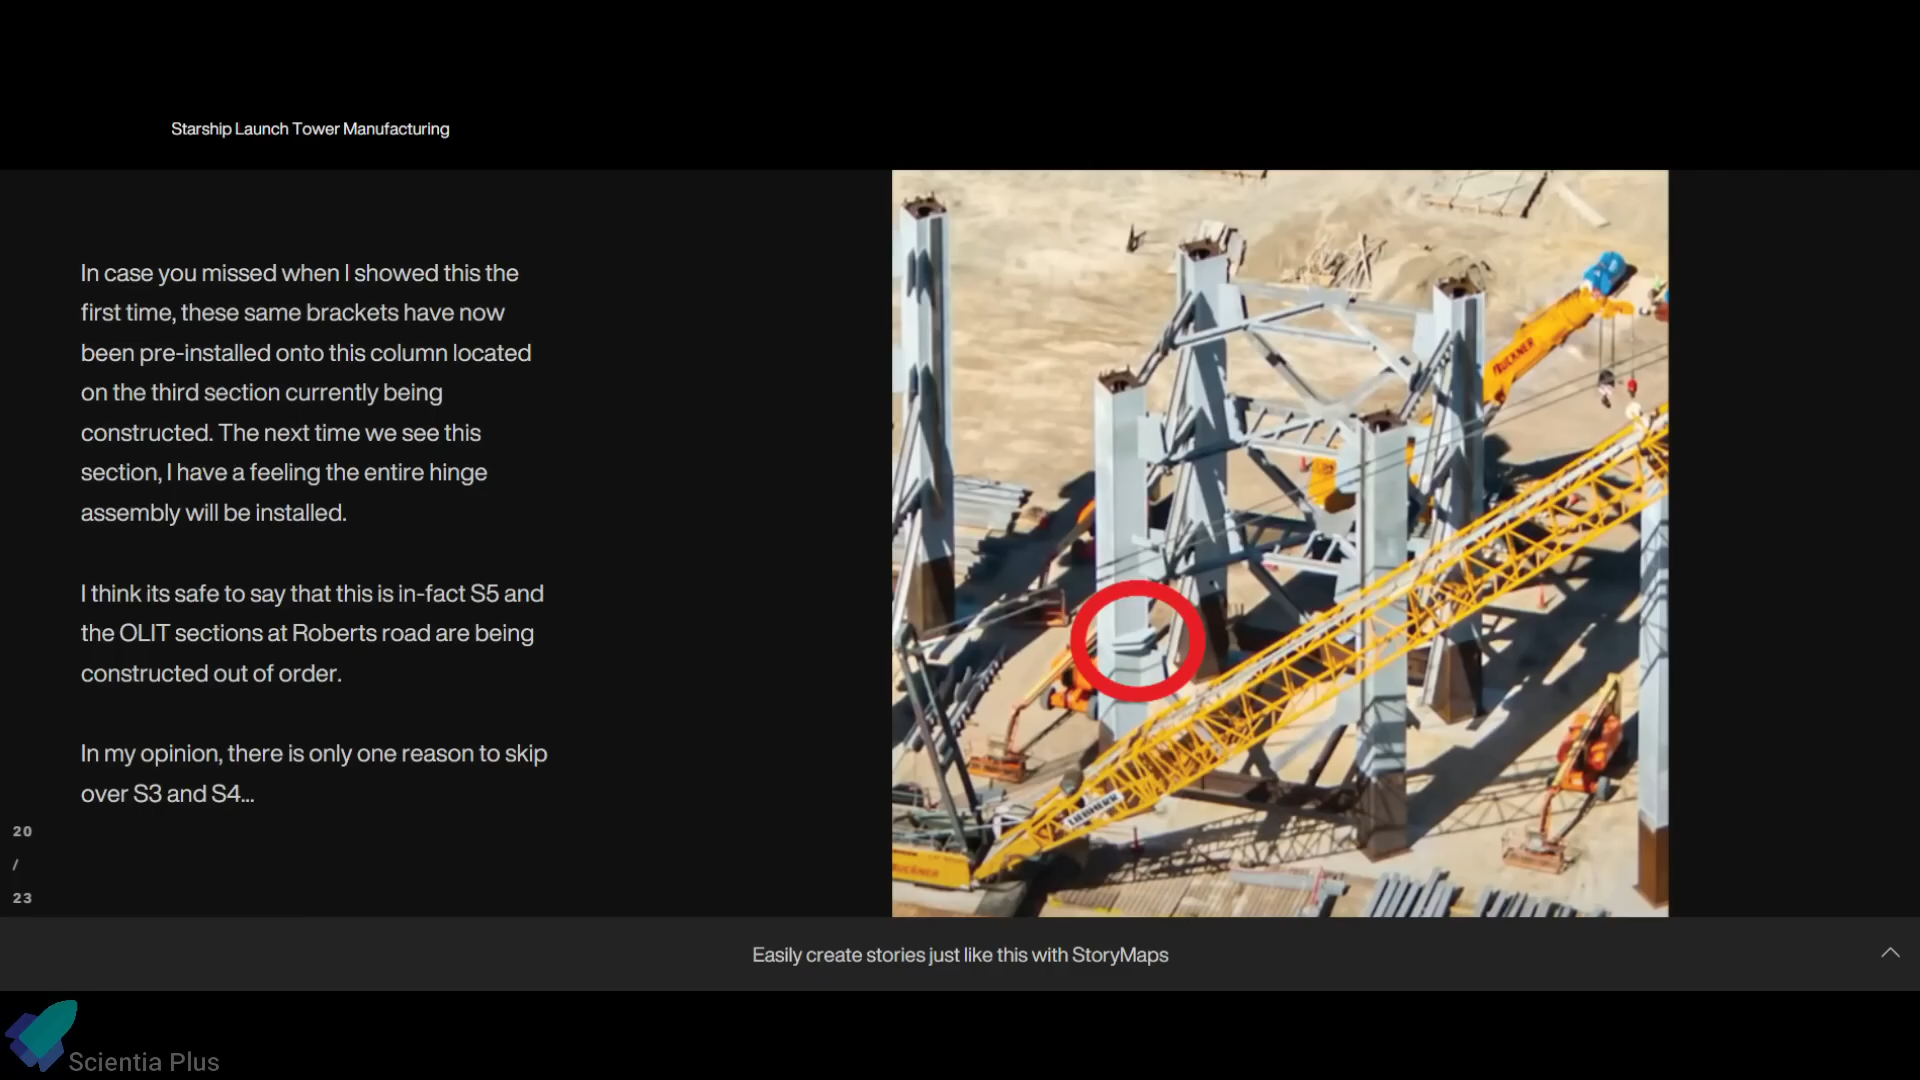 Starship Launch Tower Manufacturing
In case you missed when I showed this the
first time, these same brackets have now
been pre-installed onto this column located
on the third section currently being
constructed. The next time we see this
section, I have a feeling the entire hinge
assembly will be installed.
I think its safe to say that this is in-fact S5 and
the OLIT sections at Roberts road are being
constructed out of order.
In my opinion, there is only one reason to skip
over S3 and S4...
20
/
23
BUCKNER
LIEBHERR
BUCKNER
Easily create stories just like this with StoryMaps
Scientia Plus